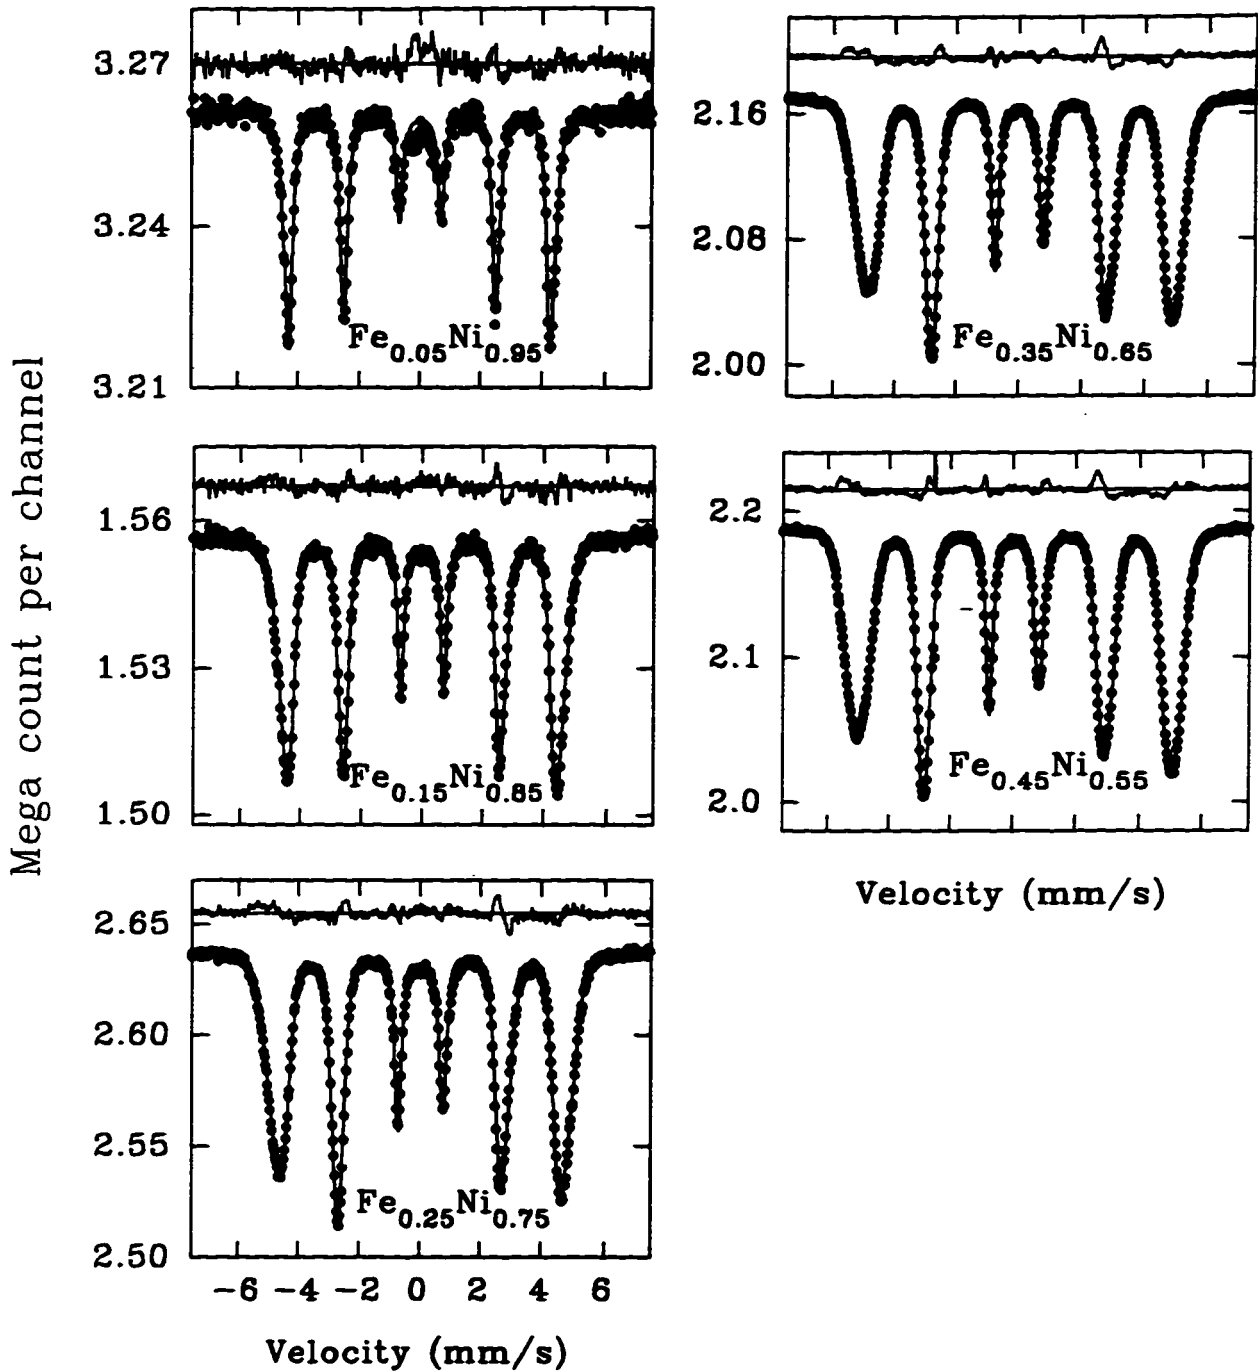 Mega count per channel
3.27
3.24
3.21
Fe0.05Ni0.95
1.56
1.53
1.50
Fe0.15Ni0.85
2.65
2.60
2.55
2.50
Fe0.25Ni0.75
-6 -4 -2 0 2 4 6
Velocity (mm/s)
2.16
2.08
2.00
Fe0.35Ni0.65
2.2
2.1
2.0
Fe0.45Ni0.55
Velocity (mm/s)